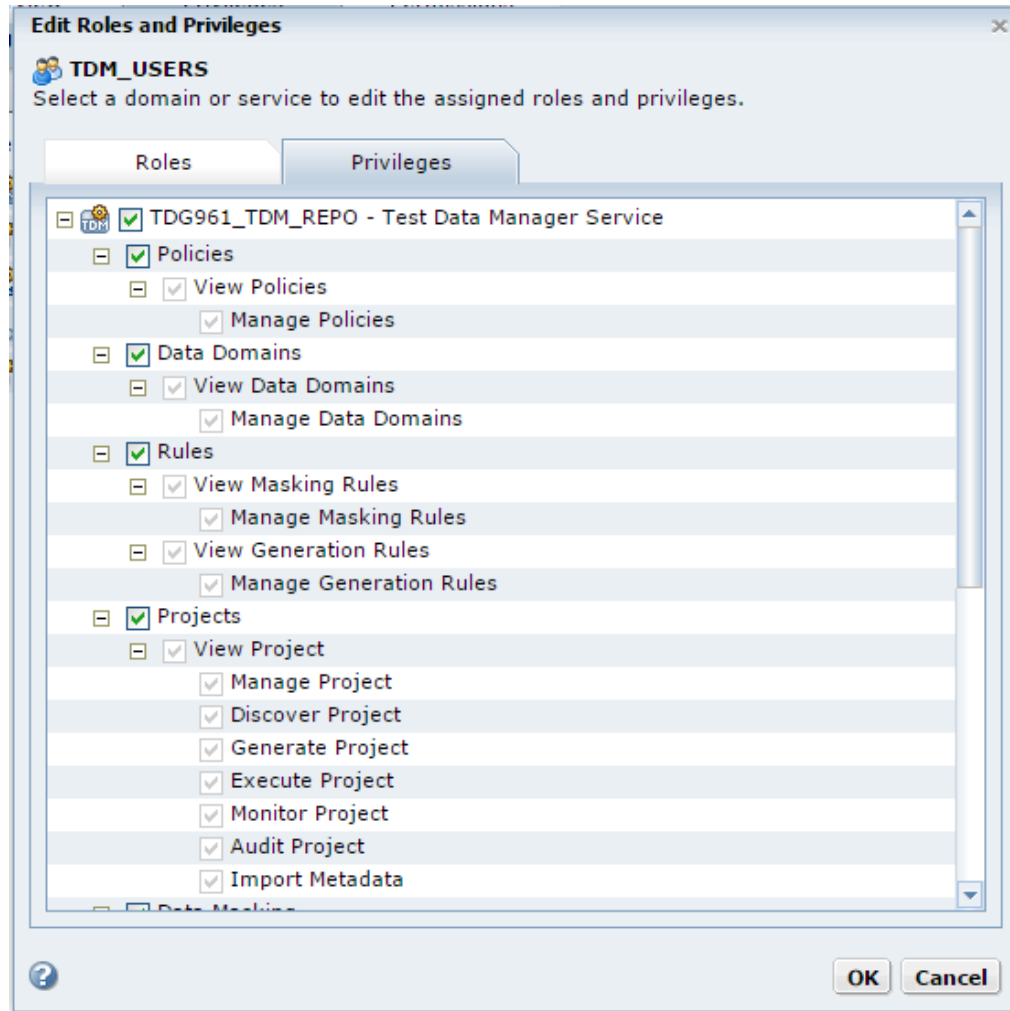 Edit Roles and Privileges
TDM_USERS
Select a domain or service to edit the assigned roles and privileges.
Roles Privileges
TDM TDG961_TDM_REPO - Test Data Manager Service
Policies
View Policies
Manage Policies
Data Domains
View Data Domains
Manage Data Domains
Rules
View Masking Rules
Manage Masking Rules
View Generation Rules
Manage Generation Rules
Projects
View Project
Manage Project
Discover Project
Generate Project
Execute Project
Monitor Project
Audit Project
Import Metadata
Data Masking
OK Cancel